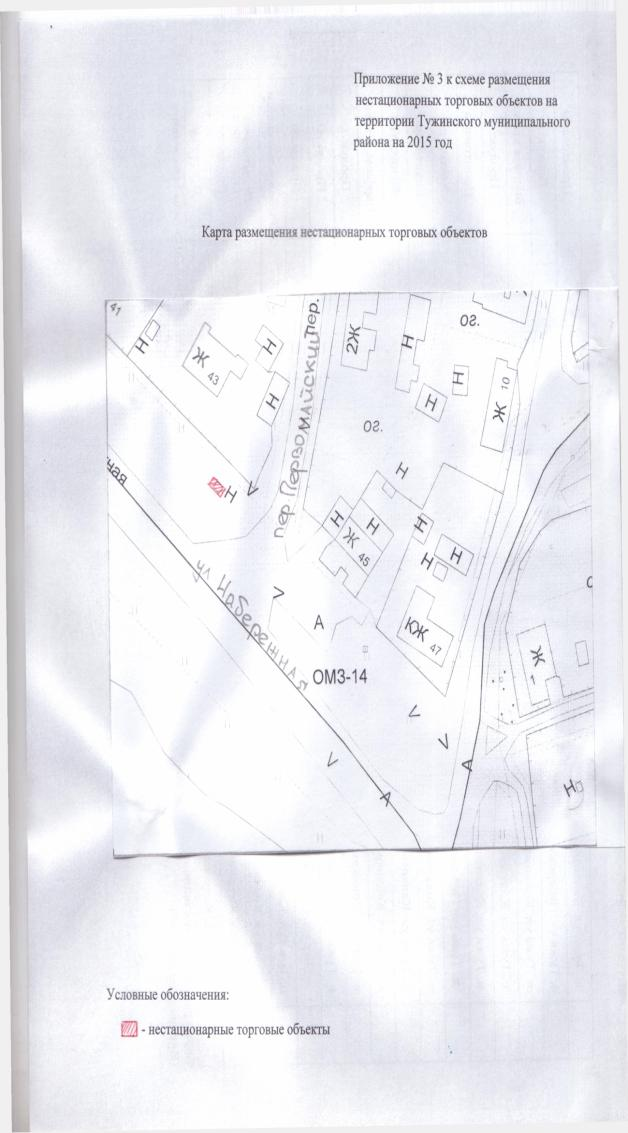 Приложение № 3 к схеме размещения
нестационарных торговых объектов на
территории Тужинского муниципального
района на 2015 год
Карта размещения нестационарных торговых объектов
41
Н
Ж 43
Н
Н
пер Первомайский пер.
2Ж
Н
ог.
Н
Н
Ж 10
ог.
ная
Н
А
Н
Н
Н
Ж 45
Н
Н
Н
ул Набережная
А
КЖ 47
Ж
1
ОМЗ-14
А
А
Н
Условные обозначения:
- нестационарные торговые объекты